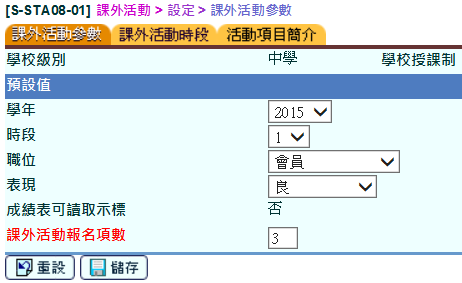 [S-STA08-01] 課外活動 > 設定 > 課外活動參數
課外活動參數 課外活動時段 活動項目簡介
學校級別 中學 學校授課制
預設值
學年 2015
時段 1
職位 會員
表現 良
成績表可讀取示標 否
課外活動報名項數 3
重設 儲存